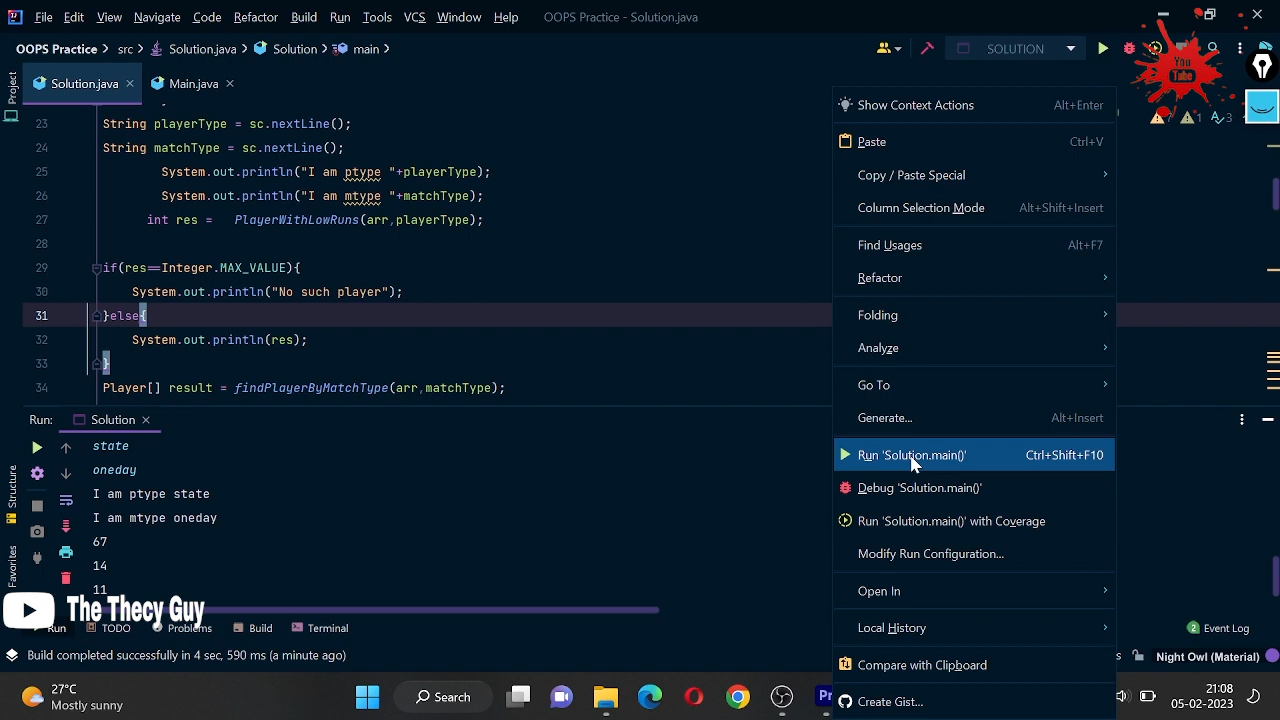 File Edit View Navigate Code Refactor Build Run Tools VCS Window Help OOPS Practice - Solution.java
OOPS Practice src Solution.java Solution main SOLUTION
You
Tube
Project
Solution.java Main.java
Show Context Actions Alt+Enter
1 3
23 String playerType = sc.nextLine();
Paste Ctrl+V
24 String matchType = sc.nextLine();
25 System.out.println("I am ptype "+playerType);
Copy / Paste Special
26 System.out.println("I am mtype "+matchType);
Column Selection Mode Alt+Shift+Insert
27 int res = PlayerWithLowRuns(arr,playerType);
28
Find Usages Alt+F7
29 if(res==Integer.MAX_VALUE){
Refactor
30 System.out.println("No such player");
31 }else{
Folding
32 System.out.println(res);
Analyze
33 }
34 Player[] result = findPlayerByMatchType(arr,matchType);
Go To
Run: Solution
Generate... Alt+Insert
state
Run 'Solution.main()' Ctrl+Shift+F10
oneday
Debug 'Solution.main()'
I am ptype state
I am mtype oneday
Run 'Solution.main()' with Coverage
67
Modify Run Configuration...
14
11
Open In
Structure
Favorites
The Thecy Guy
Run TODO Problems Build Terminal
Local History
2 Event Log
Build completed successfully in 4 sec, 590 ms (a minute ago)
Compare with Clipboard
Night Owl (Material)
27°C
Mostly sunny
Search
Pr
Create Gist...
21:08
05-02-2023